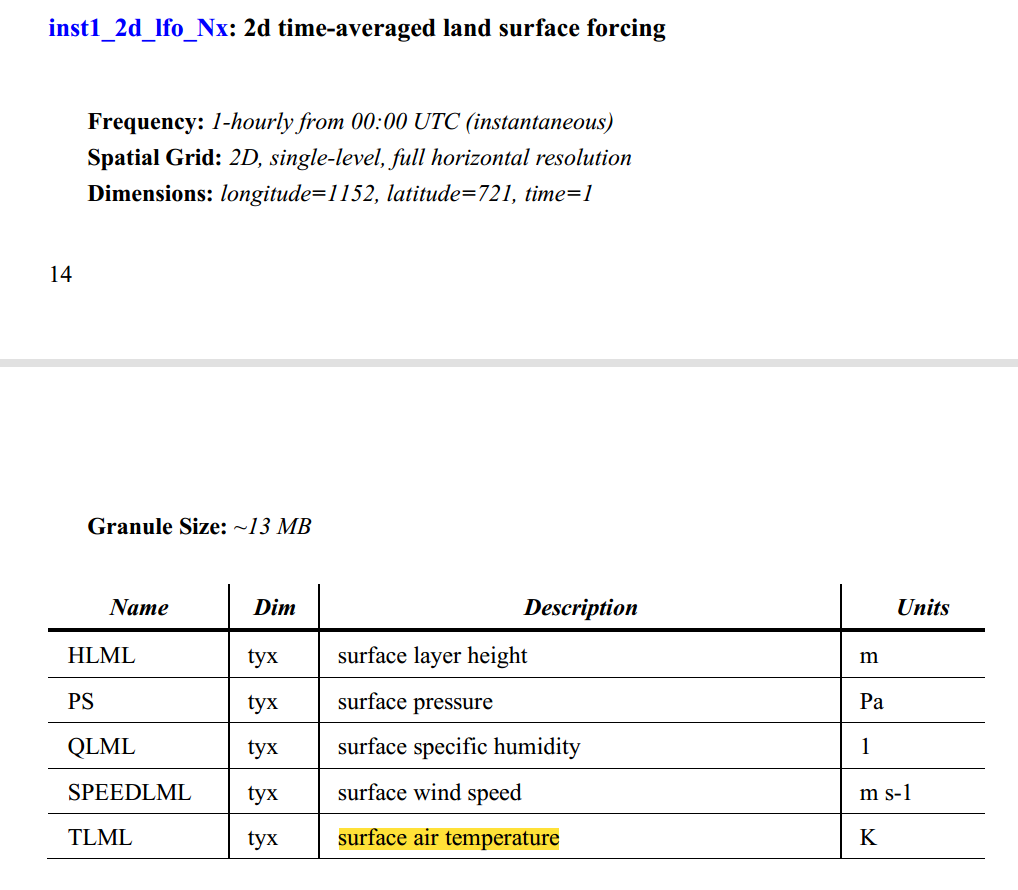 inst1_2d_lfo_Nx: 2d time-averaged land surface forcing
Frequency: 1-hourly from 00:00 UTC (instantaneous)
Spatial Grid: 2D, single-level, full horizontal resolution
Dimensions: longitude=1152, latitude=721, time=1
14
Granule Size: ~13 MB
Name Dim Description Units
HLML tyx surface layer height m
PS tyx surface pressure Pa
QLML tyx surface specific humidity 1
SPEEDLML tyx surface wind speed m s-1
TLML tyx surface air temperature K